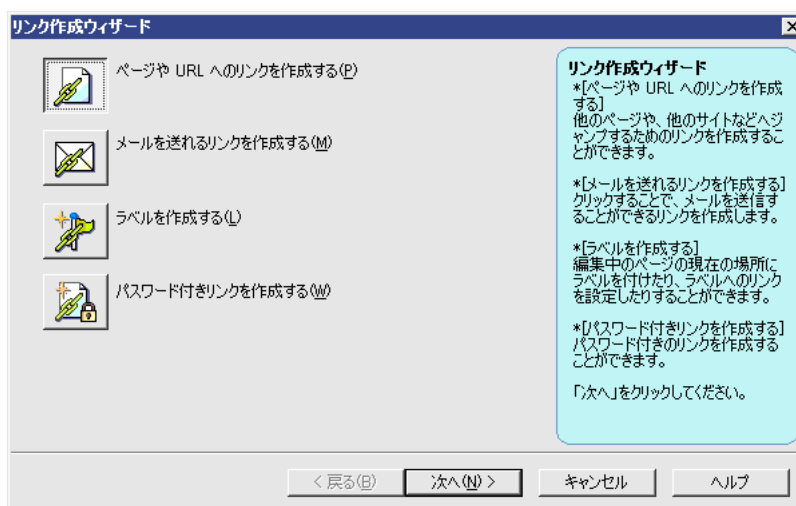 リンク作成ウィザード
ページや URL へのリンクを作成する(P)
メールを送れるリンクを作成する(M)
ラベルを作成する(L)
パスワード付きリンクを作成する(W)
リンク作成ウィザード
*[ページや URL へのリンクを作成
する]
他のページや、他のサイトなどへジ
ャンプするためのリンクを作成するこ
とができます。
*[メールを送れるリンクを作成する]
クリックすることで、メールを送信す
ることができるリンクを作成します。
*[ラベルを作成する]
編集中のページの現在の場所に
ラベルを付けたり、ラベルへのリンク
を設定したりすることができます。
*[パスワード付きリンクを作成する]
パスワード付きのリンクを作成する
ことができます。
「次へ」をクリックしてください。
< 戻る(B)
次へ(N) >
キャンセル
ヘルプ